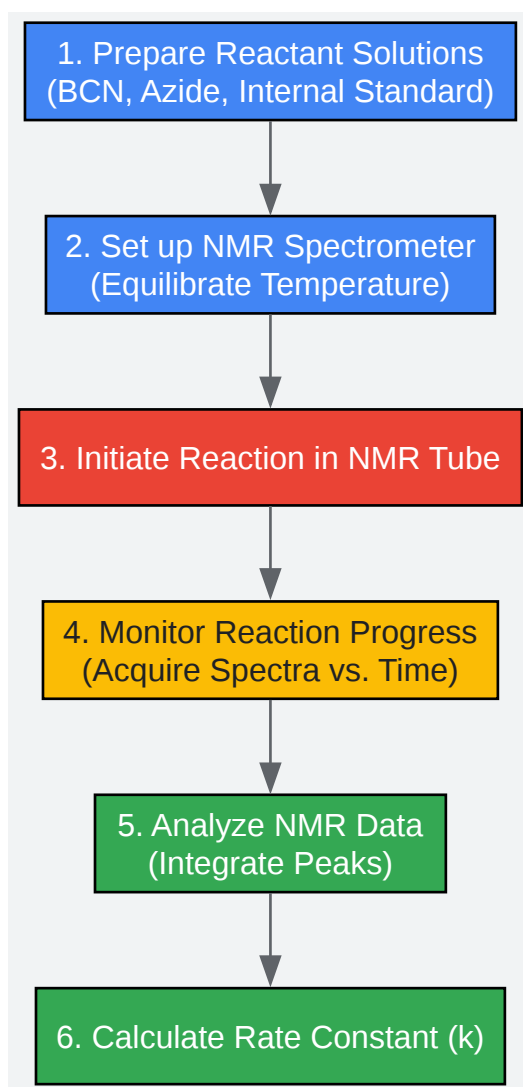 1. Prepare Reactant Solutions
(BCN, Azide, Internal Standard)
2. Set up NMR Spectrometer
(Equilibrate Temperature)
3. Initiate Reaction in NMR Tube
4. Monitor Reaction Progress
(Acquire Spectra vs. Time)
5. Analyze NMR Data
(Integrate Peaks)
6. Calculate Rate Constant (k)